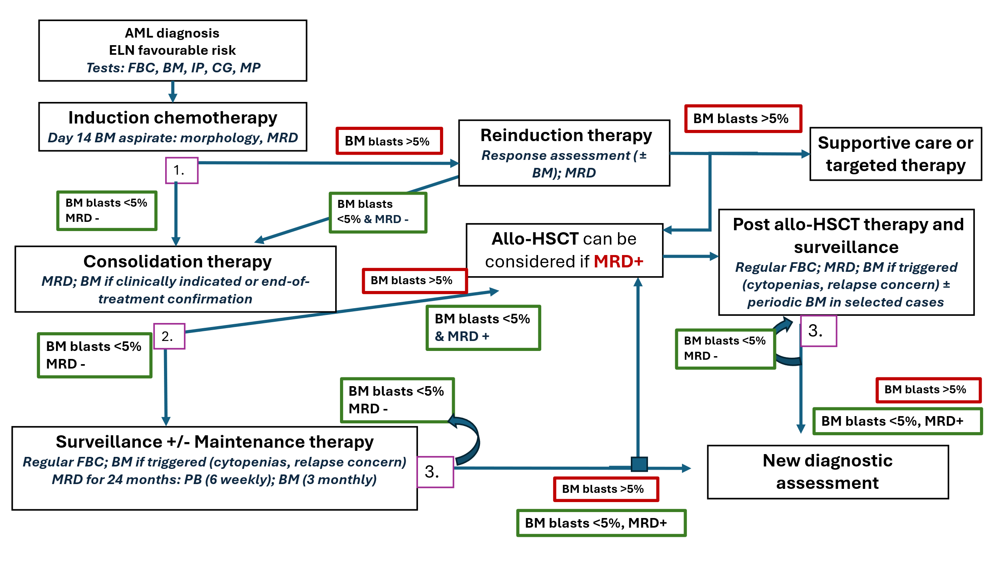 AML diagnosis
ELN favourable risk
Tests: FBC, BM, IP, CG, MP
Induction chemotherapy
Day 14 BM aspirate: morphology, MRD
1.
BM blasts >5%
Reinduction therapy
Response assessment (±
BM); MRD
BM blasts >5%
Supportive care or
targeted therapy
BM blasts <5%
MRD -
BM blasts
<5% & MRD -
Allo-HSCT can be
considered if MRD+
Post allo-HSCT therapy and
surveillance
Regular FBC; MRD; BM if triggered
(cytopenias, relapse concern) ±
periodic BM in selected cases
Consolidation therapy
MRD; BM if clinically indicated or end-of-
treatment confirmation
BM blasts >5%
2.
BM blasts <5%
& MRD +
BM blasts <5%
MRD -
3.
BM blasts <5%
MRD -
BM blasts <5%
MRD -
BM blasts >5%
BM blasts <5%, MRD+
Surveillance +/- Maintenance therapy
Regular FBC; BM if triggered (cytopenias, relapse concern)
MRD for 24 months: PB (6 weekly); BM (3 monthly)
3.
BM blasts >5%
BM blasts <5%, MRD+
New diagnostic
assessment